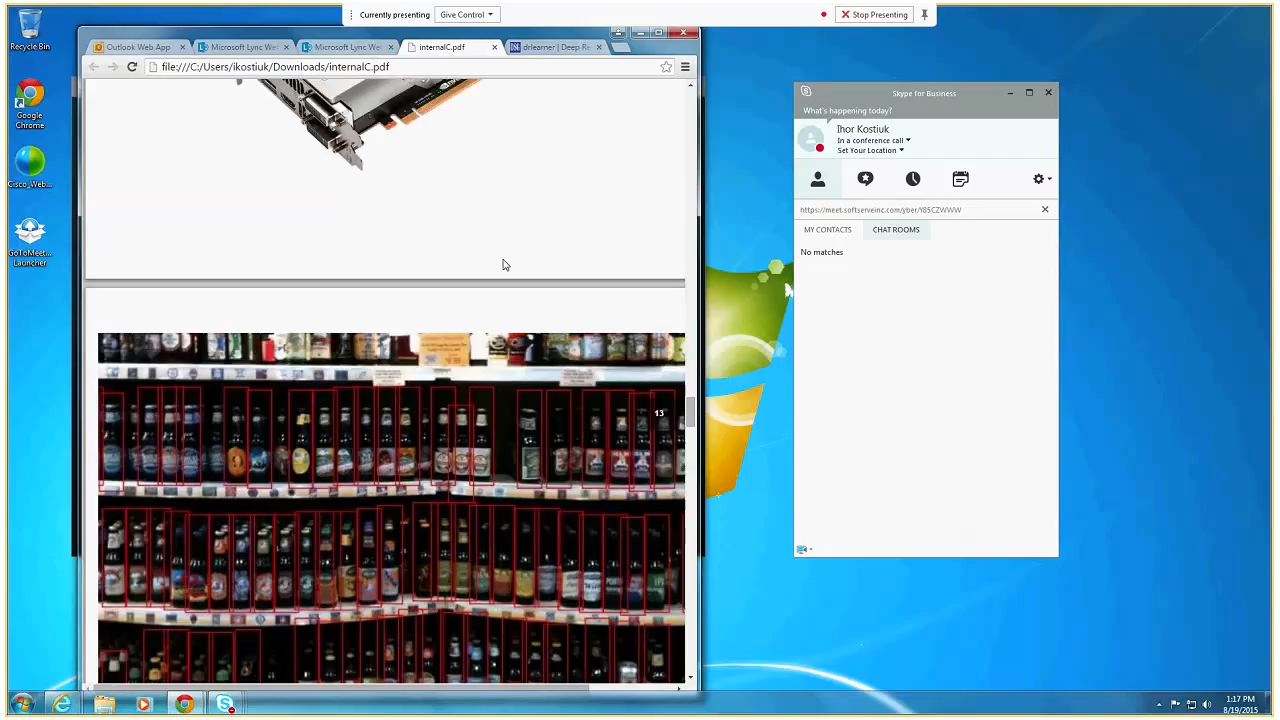 Currently presenting
Give Control
Stop Presenting
Recycle Bin
Google
Chrome
Cisco_Web...
GoToMeet...
Launcher
Outlook Web App
Microsoft Lync We
Microsoft Lync We
internalC.pdf
drlearner | Deep Re
file:///C:/Users/ikostiuk/Downloads/internalC.pdf
13
Skype for Business
What's happening today?
Ihor Kostiuk
In a conference call
Set Your Location
https://meet.softserveinc.com/yber/Y85CZWWW
MY CONTACTS
CHAT ROOMS
No matches
1:17 PM
8/19/2015